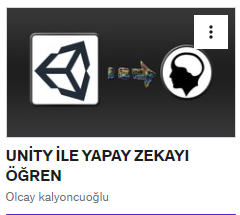 UNİTY İLE YAPAY ZEKAYI
ÖĞREN
Olcay kalyoncuoğlu